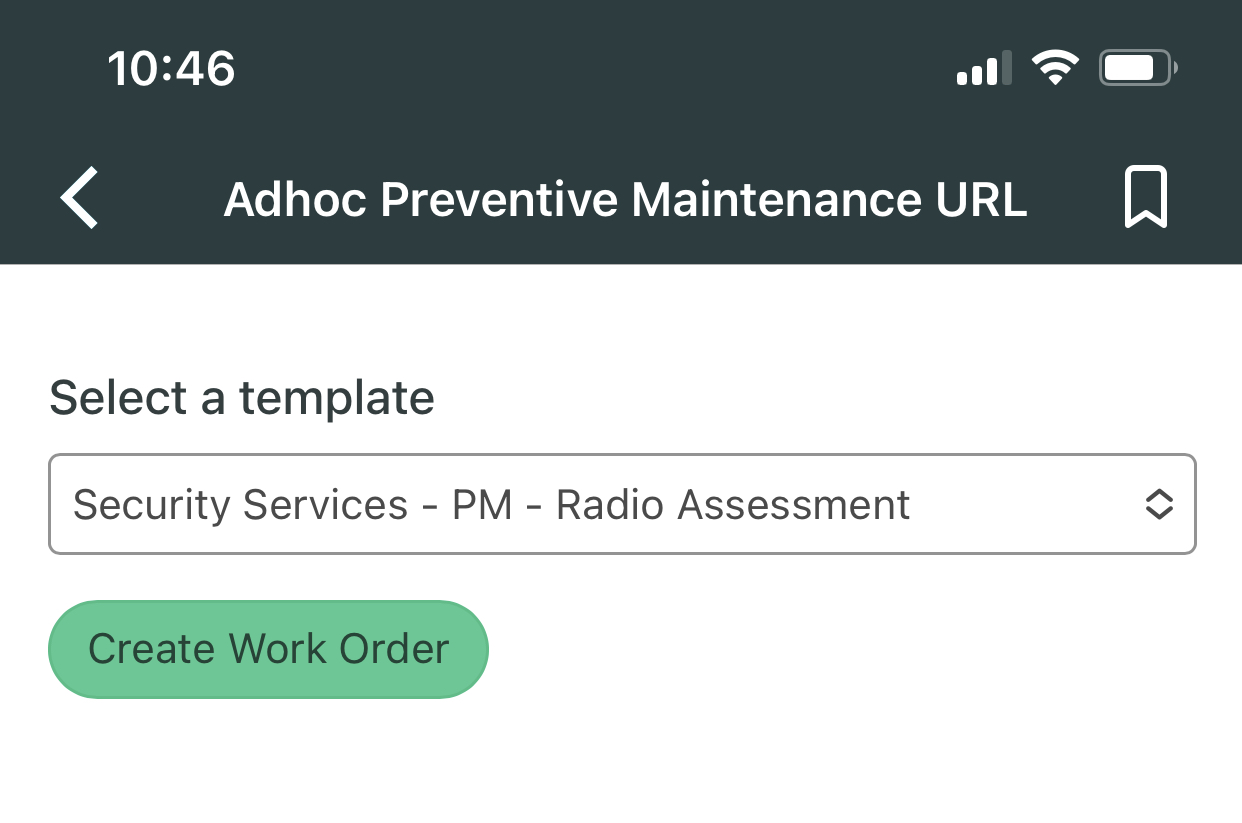 10:46
Adhoc Preventive Maintenance URL
Select a template
Security Services - PM - Radio Assessment
Create Work Order